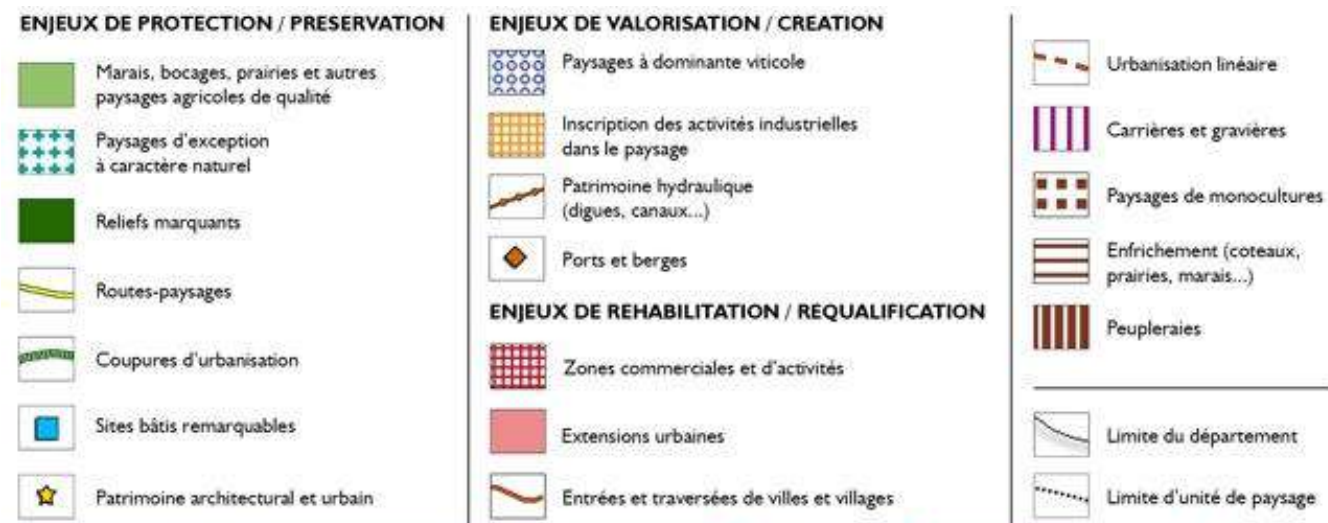 ENJEUX DE PROTECTION / PRESERVATION
Marais, bocages, prairies et autres
paysages agricoles de qualité
Paysages d'exception
à caractère naturel
Reliefs marquants
Routes-paysages
Coupures d'urbanisation
Sites bâtis remarquables
Patrimoine architectural et urbain
ENJEUX DE VALORISATION / CREATION
Paysages à dominante viticole
Inscription des activités industrielles
dans le paysage
Patrimoine hydraulique
(digues, canaux...)
Ports et berges
ENJEUX DE REHABILITATION / REQUALIFICATION
Zones commerciales et d'activités
Extensions urbaines
Entrées et traversées de villes et villages
Urbanisation linéaire
Carrières et gravières
Paysages de monocultures
Enfrichement (coteaux,
prairies, marais...)
Peupleraies
Limite du département
Limite d'unité de paysage